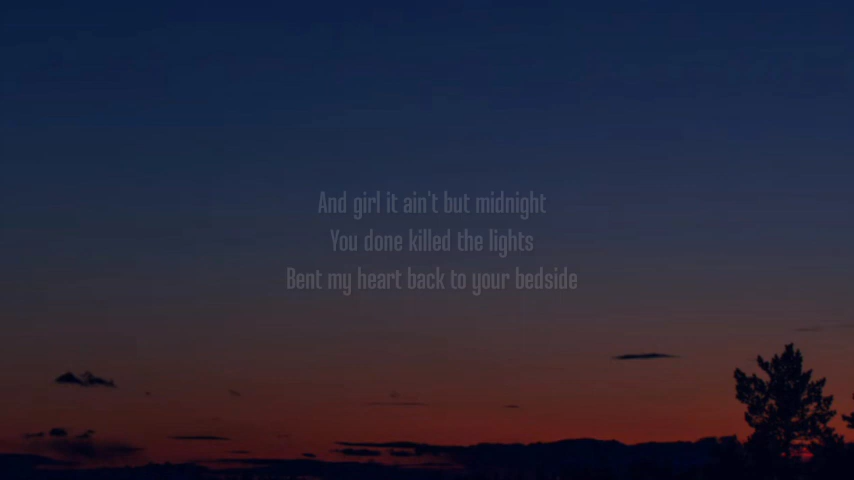 And girl it ain't but midnight
You done killed the lights
Bent my heart back to your bedside